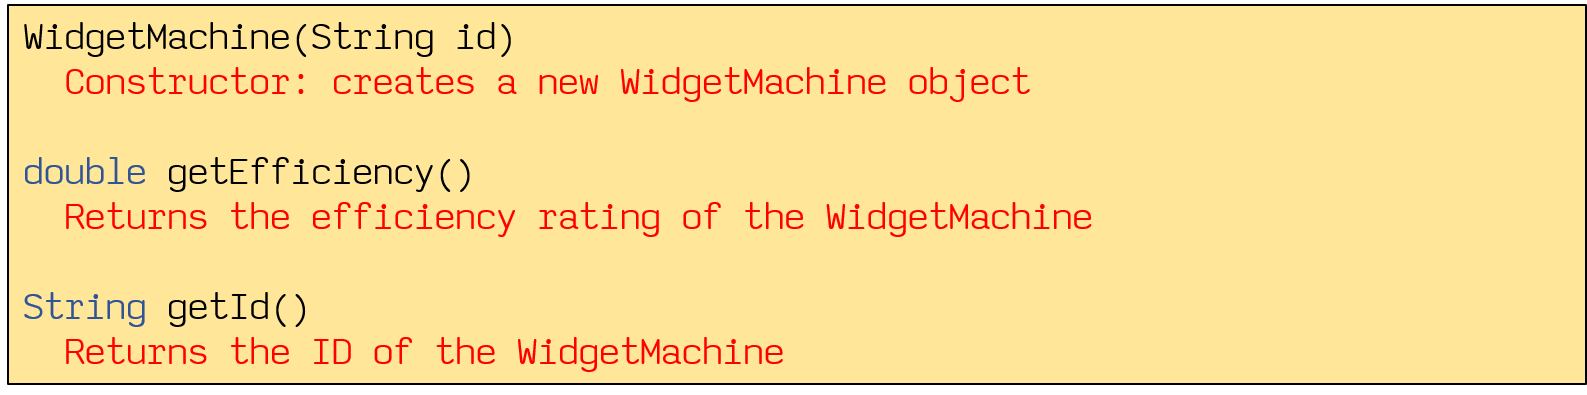 WidgetMachine(String id)
Constructor: creates a new WidgetMachine object
double getEfficiency()
Returns the efficiency rating of the WidgetMachine
String getId()
Returns the ID of the WidgetMachine